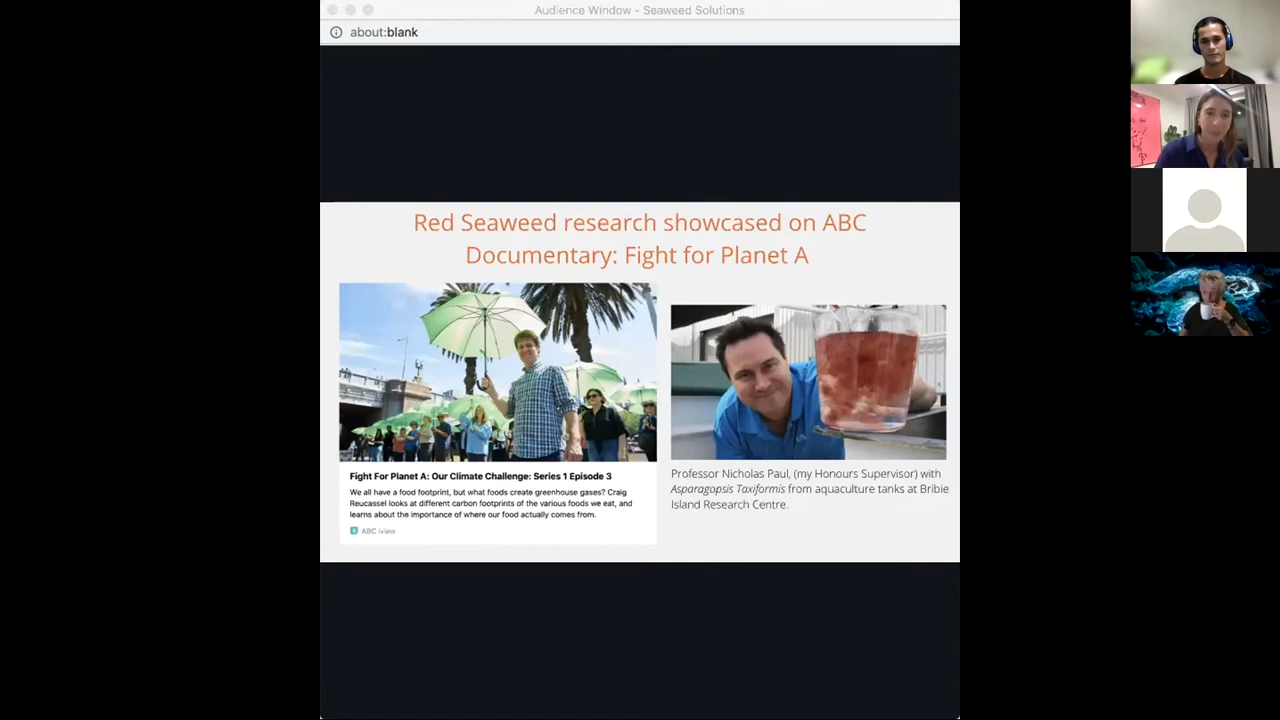 Audience Window - Seaweed Solutions
about:blank
Red Seaweed research showcased on ABC
Documentary: Fight for Planet A
Fight For Planet A: Our Climate Challenge: Series 1 Episode 3
We all have a food footprint, but what foods create greenhouse gases? Craig
Reucassel looks at different carbon footprints of the various foods we eat, and
learns about the importance of where our food actually comes from.
ABC iview
Professor Nicholas Paul, (my Honours Supervisor) with
Asparagopsis Taxiformis from aquaculture tanks at Bribie
Island Research Centre.